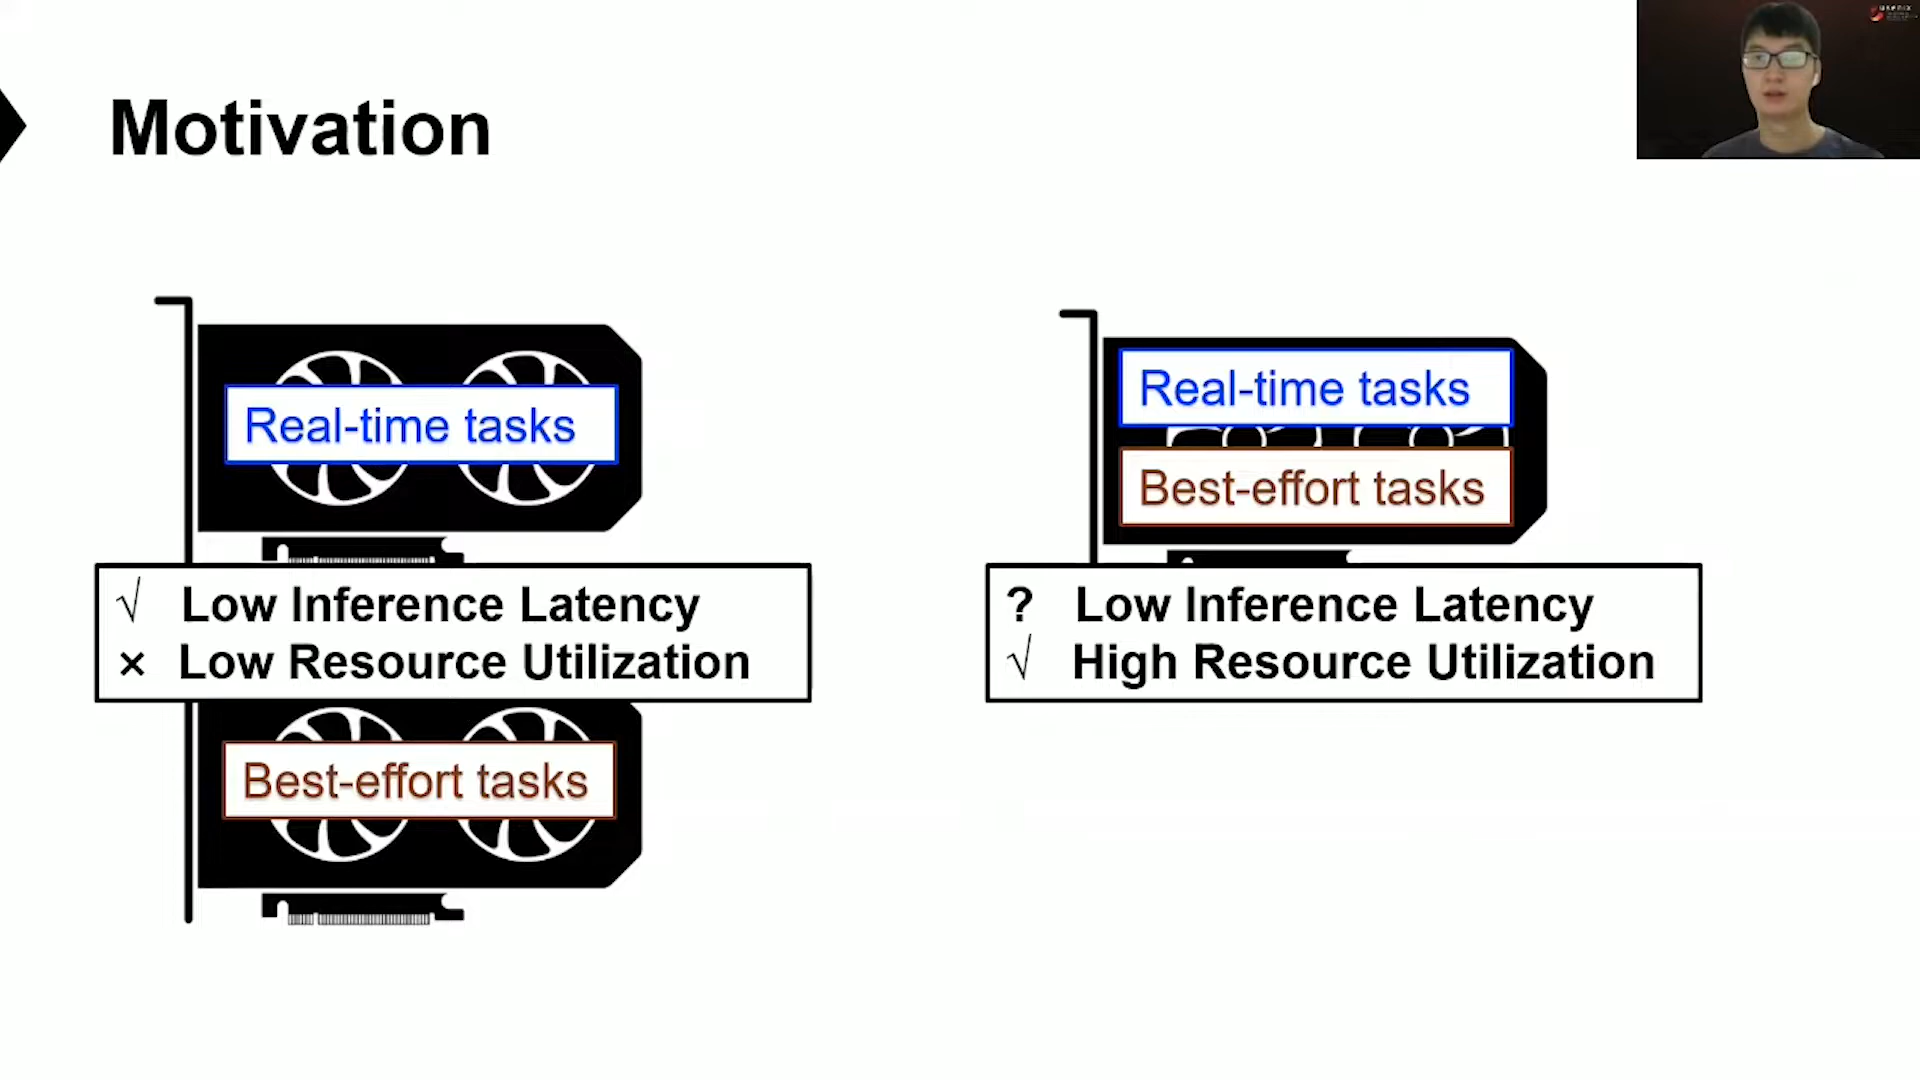 Motivation
Real-time tasks
√ Low Inference Latency
× Low Resource Utilization
Best-effort tasks
Real-time tasks
Best-effort tasks
? Low Inference Latency
√ High Resource Utilization
usenix